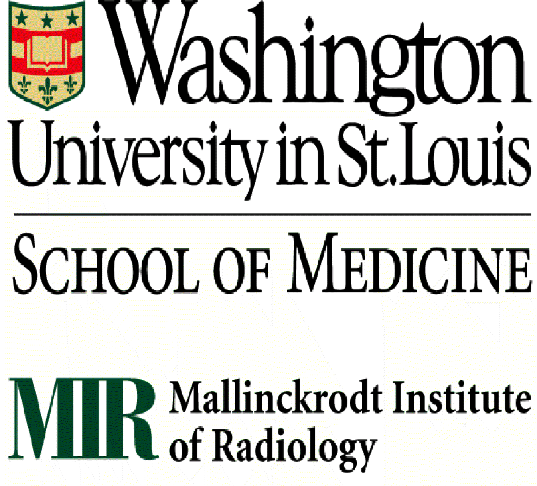 Washington
University in St.Louis
SCHOOL OF MEDICINE
MIR Mallinckrodt Institute
of Radiology